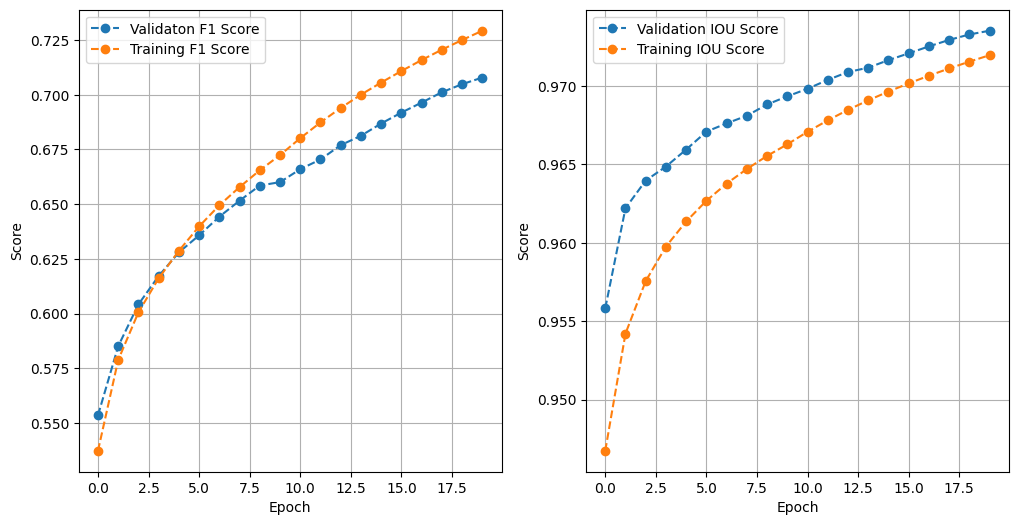 Validaton F1 Score
Training F1 Score
0.725
0.700
0.675
0.650
0.625
0.600
0.575
0.550
Score
0.0 2.5 5.0 7.5 10.0 12.5 15.0 17.5
Epoch
Validation IOU Score
Training IOU Score
0.970
0.965
0.960
0.955
0.950
Score
0.0 2.5 5.0 7.5 10.0 12.5 15.0 17.5
Epoch